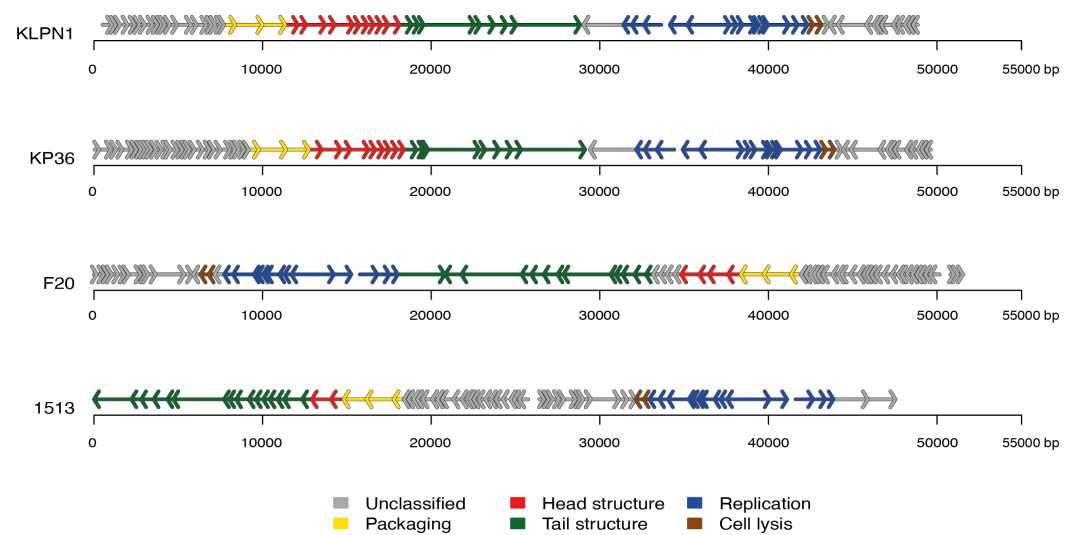 KLPN1
0 10000 20000 30000 40000 50000 55000 bp
KP36
0 10000 20000 30000 40000 50000 55000 bp
F20
0 10000 20000 30000 40000 50000 55000 bp
1513
0 10000 20000 30000 40000 50000 55000 bp
Unclassified Head structure Replication
Packaging Tail structure Cell lysis